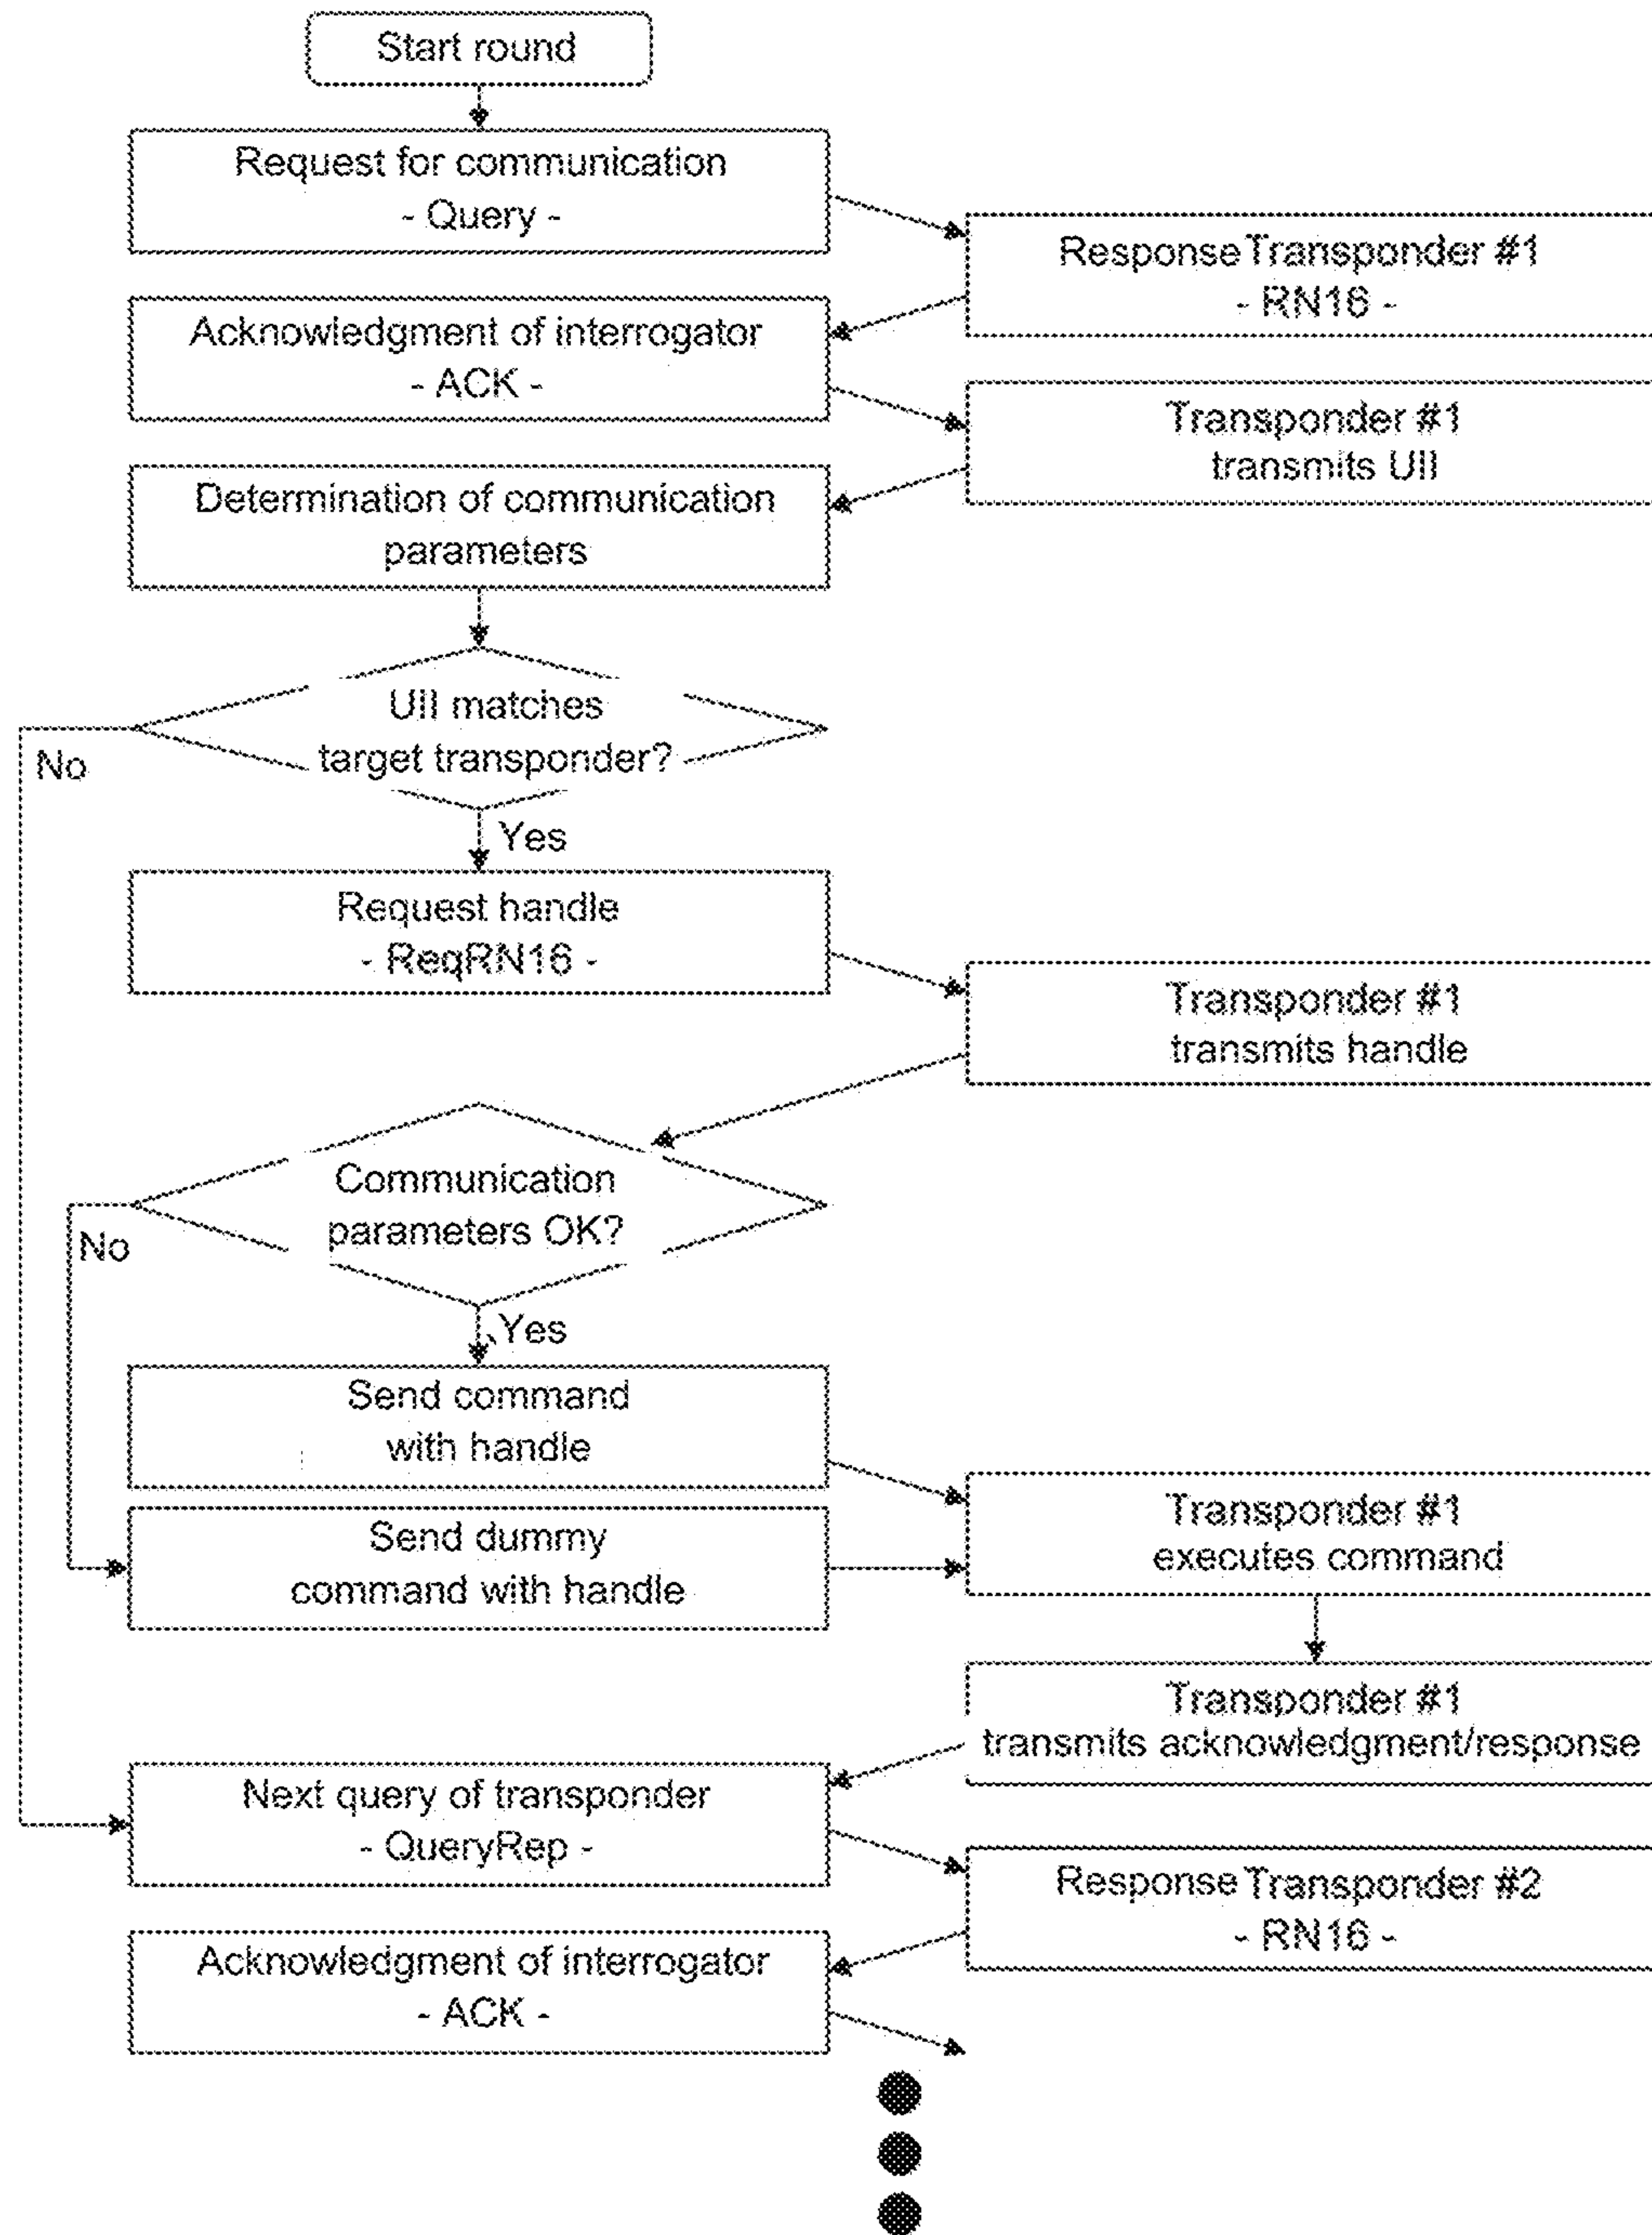 Start round
Request for communication
- Query -
Response Transponder #1
- RN16 -
Acknowledgment of interrogator
- ACK -
Transponder #1
transmits UII
Determination of communication
parameters
UII matches
target transponder?
No
Yes
Request handle
- ReqRN16 -
Transponder #1
transmits handle
Communication
parameters OK?
No
Yes
Send command
with handle
Transponder #1
executes command
Send dummy
command with handle
Transponder #1
transmits acknowledgment/response
Next query of transponder
- QueryRep -
Response Transponder #2
- RN16 -
Acknowledgment of interrogator
- ACK -